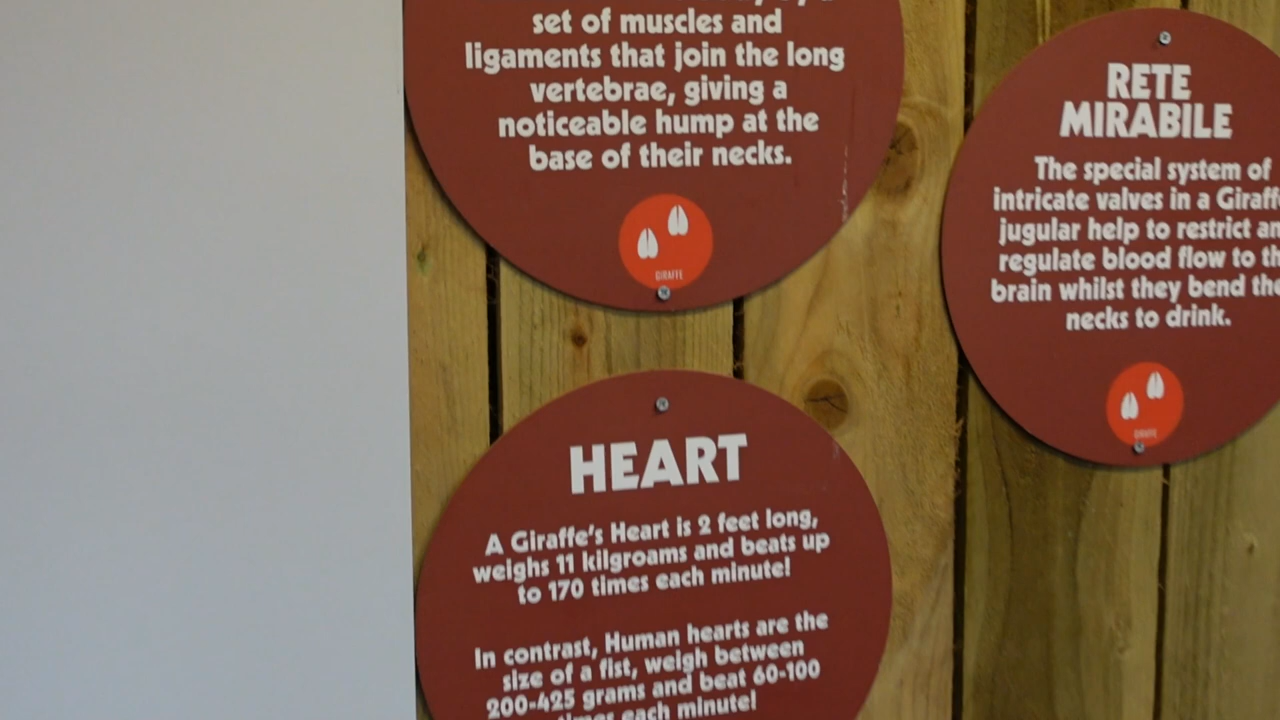 set of muscles and
ligaments that join the long
vertebrae, giving a
noticeable hump at the
base of their necks.
GIRAFFE
RETE
MIRABILE
The special system of
intricate valves in a
jugular help to restrict
regulate blood flow to
brain whilst they bend
necks to drink.
GIRAFFE
HEART
A Giraffe's Heart is 2 feet long,
weighs 11 kilgroams and beats up
to 170 times each minute!
In contrast, Human hearts are the
size of a fist, weigh between
200-425 grams and beat 60-100
times each minute!